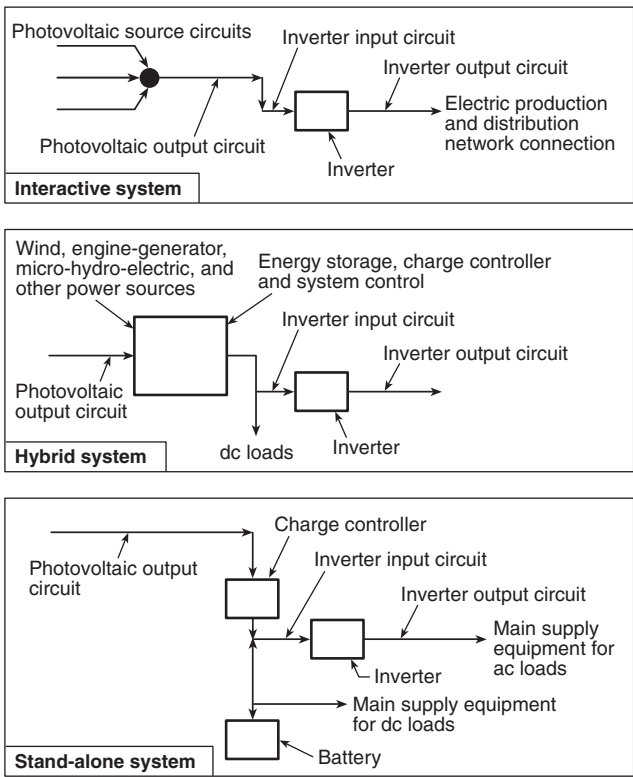 Photovoltaic source circuits
Inverter input circuit
Inverter output circuit
Electric production
and distribution
network connection
Photovoltaic output circuit
Inverter
Interactive system
Wind, engine-generator,
micro-hydro-electric, and
other power sources
Energy storage, charge controller
and system control
Inverter input circuit
Inverter output circuit
Photovoltaic
output circuit
dc loads
Inverter
Hybrid system
Charge controller
Photovoltaic output
circuit
Inverter input circuit
Inverter output circuit
Main supply
equipment for
ac loads
Inverter
Main supply equipment
for dc loads
Battery
Stand-alone system